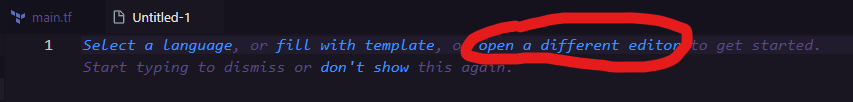 main.tf Untitled-1
1 Select a language, or fill with template, o open a different editor to get started.
Start typing to dismiss or don't show this again.